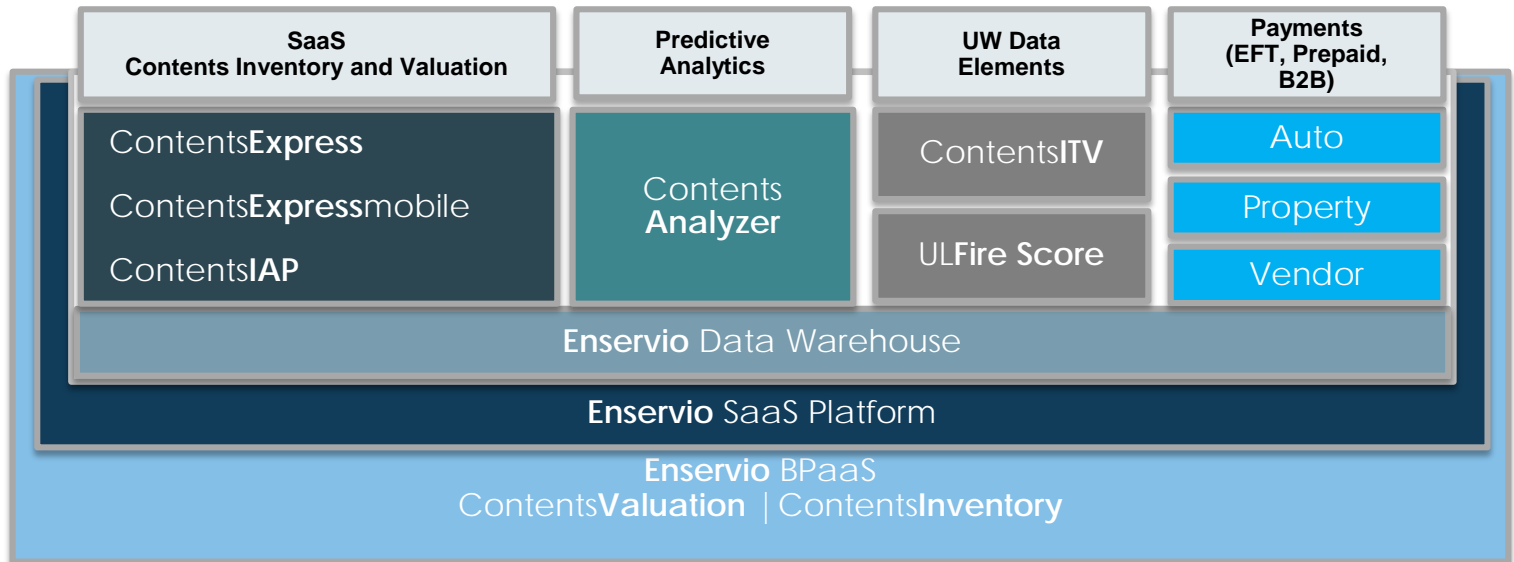 SaaS
Contents Inventory and Valuation
Predictive
Analytics
UW Data
Elements
Payments
(EFT, Prepaid,
B2B)
ContentsExpress
ContentsExpressmobile
ContentsIAP
Contents
Analyzer
ContentsITV
ULFire Score
Auto
Property
Vendor
Enservio Data Warehouse
Enservio SaaS Platform
Enservio BPaaS
ContentsValuation | ContentsInventory